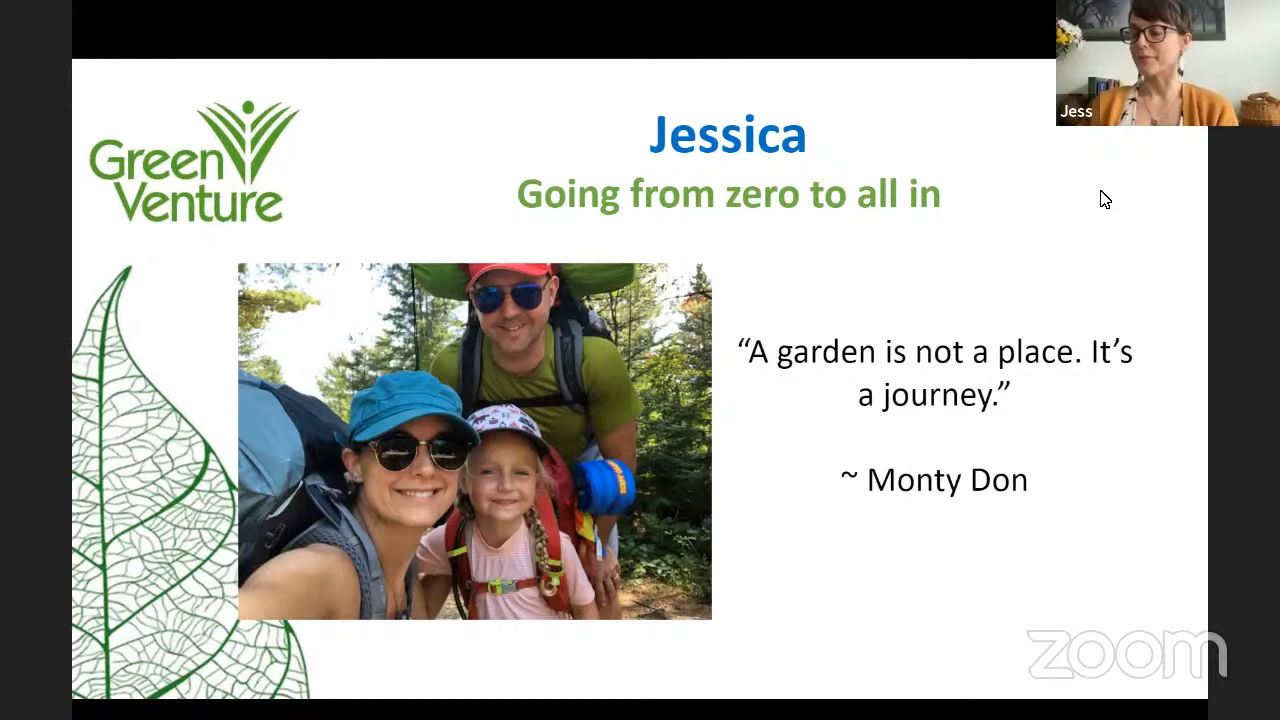 Jess
Green
Venture
Jessica
Going from zero to all in
“A garden is not a place. It’s
a journey.”
~ Monty Don
zoom